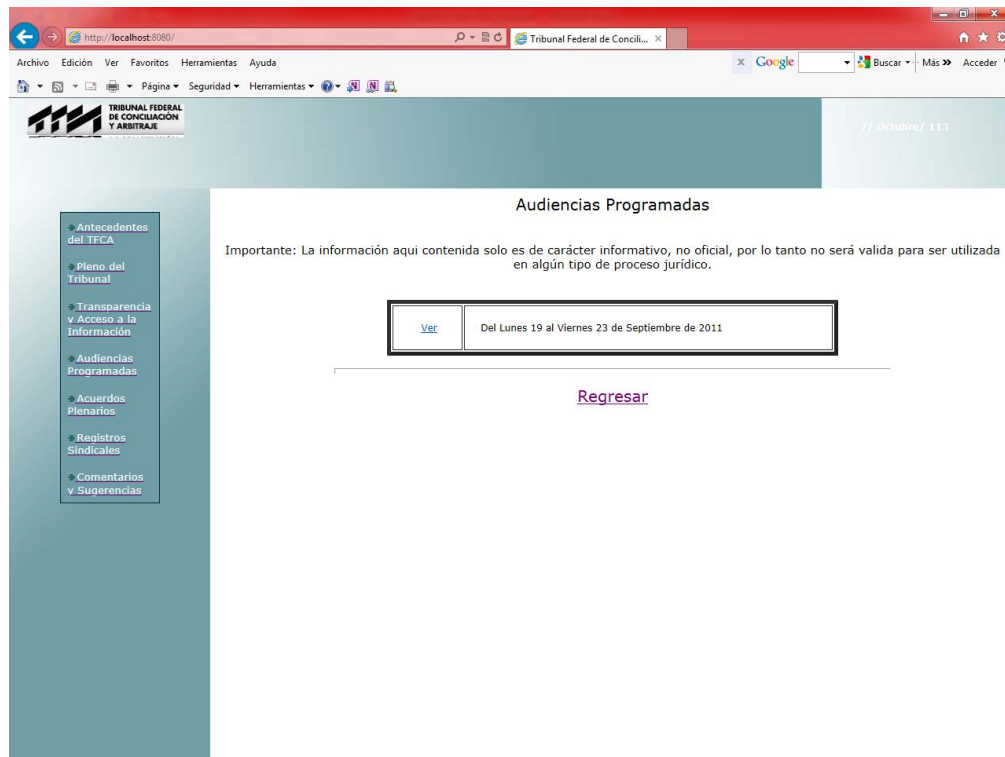 http://localhost:8080/
Tribunal Federal de Concili...
Archivo Edición Ver Favoritos Herramientas Ayuda
x Google Buscar Más » Acceder
Página Seguridad Herramientas
TRIBUNAL FEDERAL
DE CONCILIACIÓN
Y ARBITRAJE
// Octubre/ 113
Audiencias Programadas
Importante: La información aqui contenida solo es de carácter informativo, no oficial, por lo tanto no será valida para ser utilizada
en algún tipo de proceso jurídico.
Ver Del Lunes 19 al Viernes 23 de Septiembre de 2011
Regresar
Antecedentes
del TFCA
Pleno del
Tribunal
Transparencia
y Acceso a la
Información
Audiencias
Programadas
Acuerdos
Plenarios
Registros
Sindicales
Comentarios
y Sugerencias